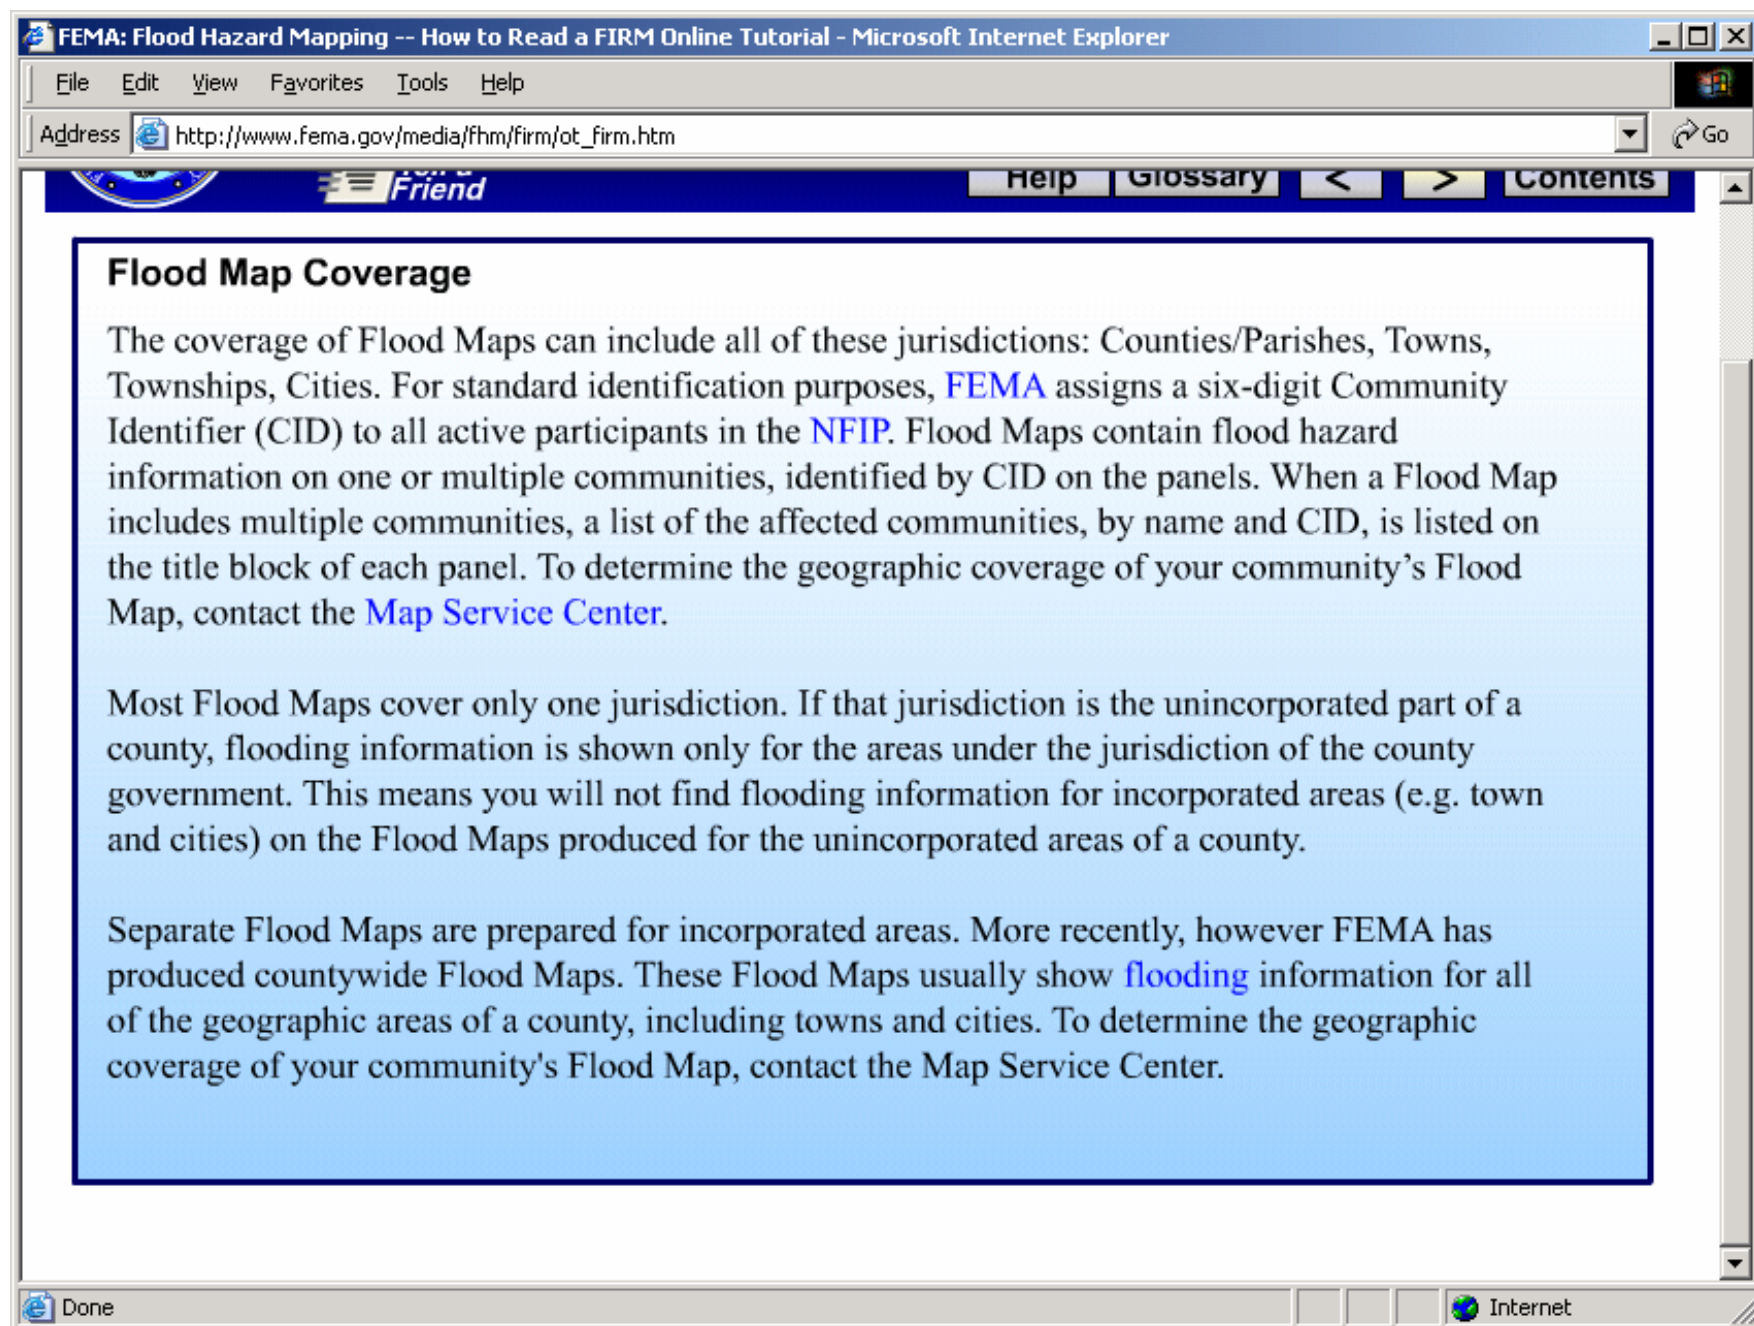 FEMA: Flood Hazard Mapping -- How to Read a FIRM Online Tutorial - Microsoft Internet Explorer
File Edit View Favorites Tools Help
Address http://www.fema.gov/media/fhm/firm/ot_firm.htm Go
Tell a
Friend
Help Glossary < > Contents
Flood Map Coverage
The coverage of Flood Maps can include all of these jurisdictions: Counties/Parishes, Towns,
Townships, Cities. For standard identification purposes, FEMA assigns a six-digit Community
Identifier (CID) to all active participants in the NFIP. Flood Maps contain flood hazard
information on one or multiple communities, identified by CID on the panels. When a Flood Map
includes multiple communities, a list of the affected communities, by name and CID, is listed on
the title block of each panel. To determine the geographic coverage of your community’s Flood
Map, contact the Map Service Center.
Most Flood Maps cover only one jurisdiction. If that jurisdiction is the unincorporated part of a
county, flooding information is shown only for the areas under the jurisdiction of the county
government. This means you will not find flooding information for incorporated areas (e.g. town
and cities) on the Flood Maps produced for the unincorporated areas of a county.
Separate Flood Maps are prepared for incorporated areas. More recently, however FEMA has
produced countywide Flood Maps. These Flood Maps usually show flooding information for all
of the geographic areas of a county, including towns and cities. To determine the geographic
coverage of your community's Flood Map, contact the Map Service Center.
Done Internet